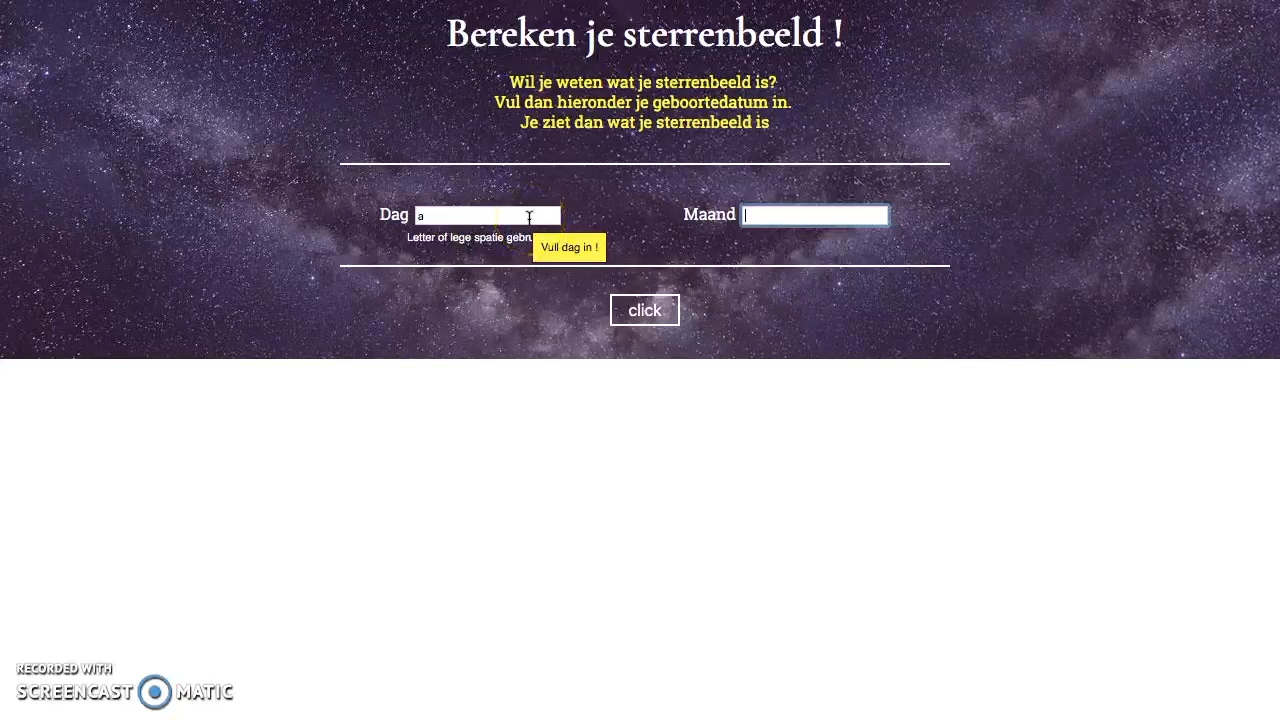 Bereken je sterrenbeeld !
Wil je weten wat je sterrenbeeld is?
Vul dan hieronder je geboortedatum in.
Je ziet dan wat je sterrenbeeld is
Dag a Maand
Letter of lege spatie
Vull dag in !
click
RECORDED WITH
SCREENCAST MATIC